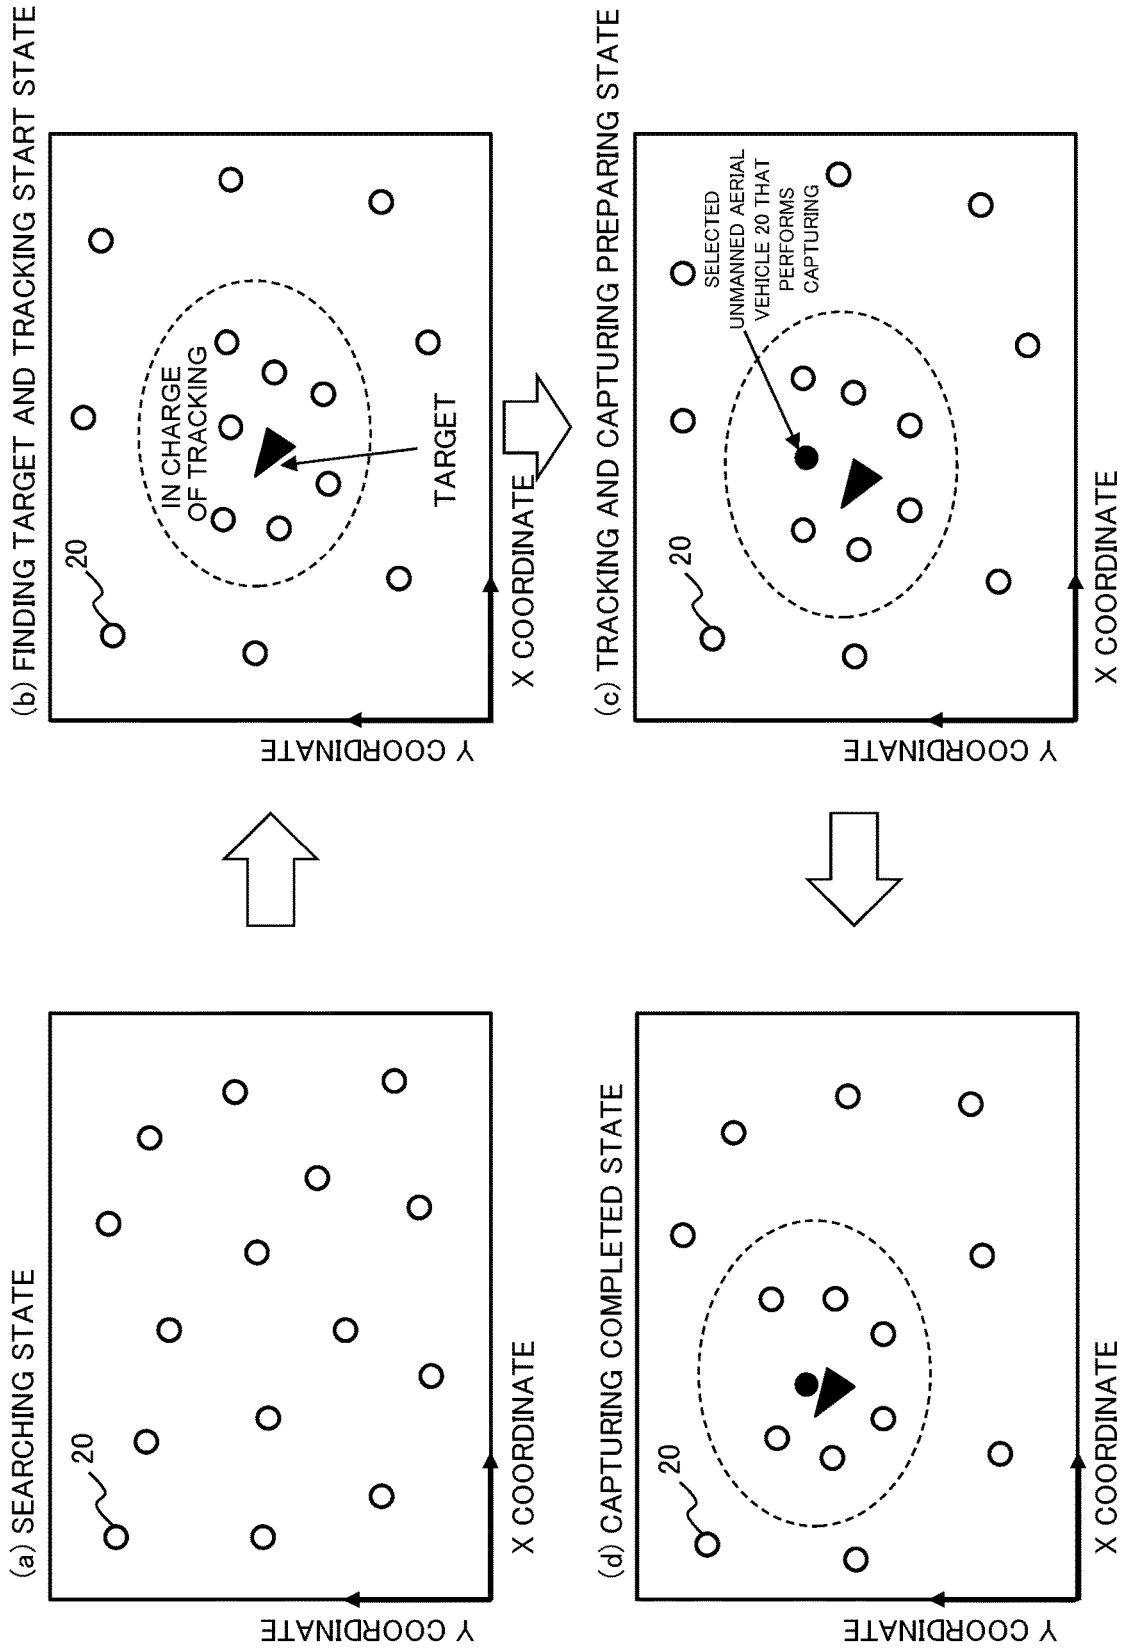 (a) SEARCHING STATE
20
Y COORDINATE
X COORDINATE
(b) FINDING TARGET AND TRACKING START STATE
20
IN CHARGE
OF TRACKING
TARGET
Y COORDINATE
X COORDINATE
(c) TRACKING AND CAPTURING PREPARING STATE
20
SELECTED
UNMANNED AERIAL
VEHICLE 20 THAT
PERFORMS
CAPTURING
Y COORDINATE
X COORDINATE
(d) CAPTURING COMPLETED STATE
20
Y COORDINATE
X COORDINATE